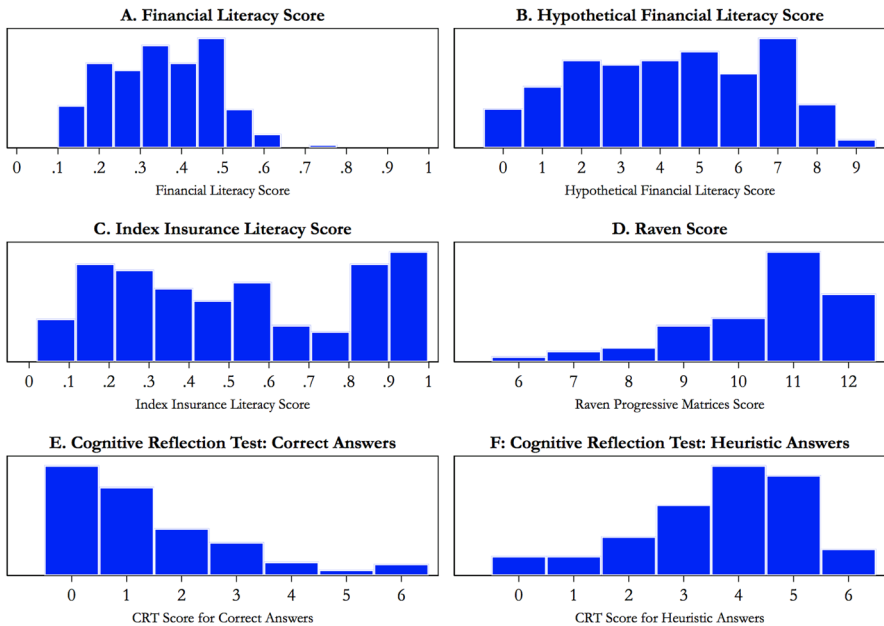 A. Financial Literacy Score
0 .1 .2 .3 .4 .5 .6 .7 .8 .9 1
Financial Literacy Score
B. Hypothetical Financial Literacy Score
0 1 2 3 4 5 6 7 8 9
Hypothetical Financial Literacy Score
C. Index Insurance Literacy Score
0 .1 .2 .3 .4 .5 .6 .7 .8 .9 1
Index Insurance Literacy Score
D. Raven Score
6 7 8 9 10 11 12
Raven Progressive Matrices Score
E. Cognitive Reflection Test: Correct Answers
0 1 2 3 4 5 6
CRT Score for Correct Answers
F: Cognitive Reflection Test: Heuristic Answers
0 1 2 3 4 5 6
CRT Score for Heuristic Answers